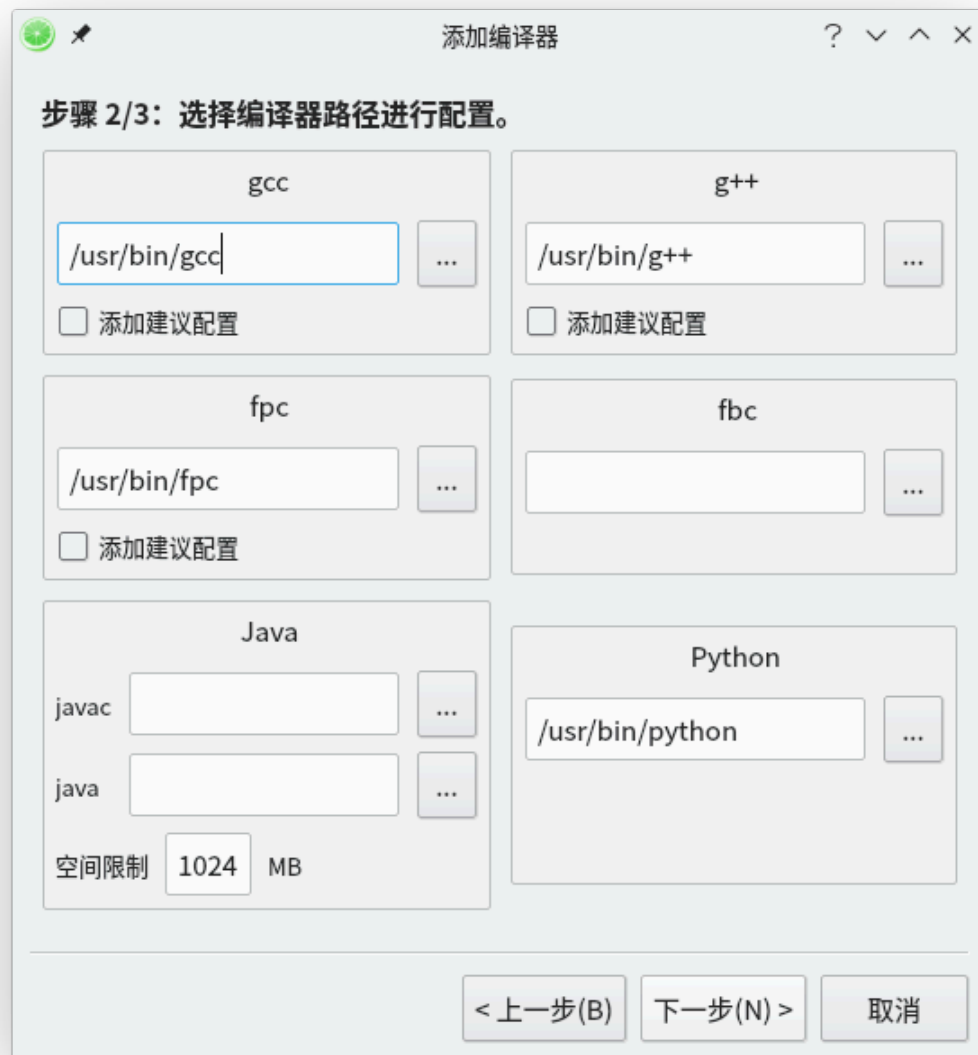 添加编译器
步骤 2/3：选择编译器路径进行配置。
gcc
/usr/bin/gcc
...
添加建议配置
g++
/usr/bin/g++
...
添加建议配置
fpc
/usr/bin/fpc
...
添加建议配置
fbc
...
Java
javac
...
java
...
空间限制 1024 MB
Python
/usr/bin/python
...
< 上一步(B) 下一步(N) > 取消